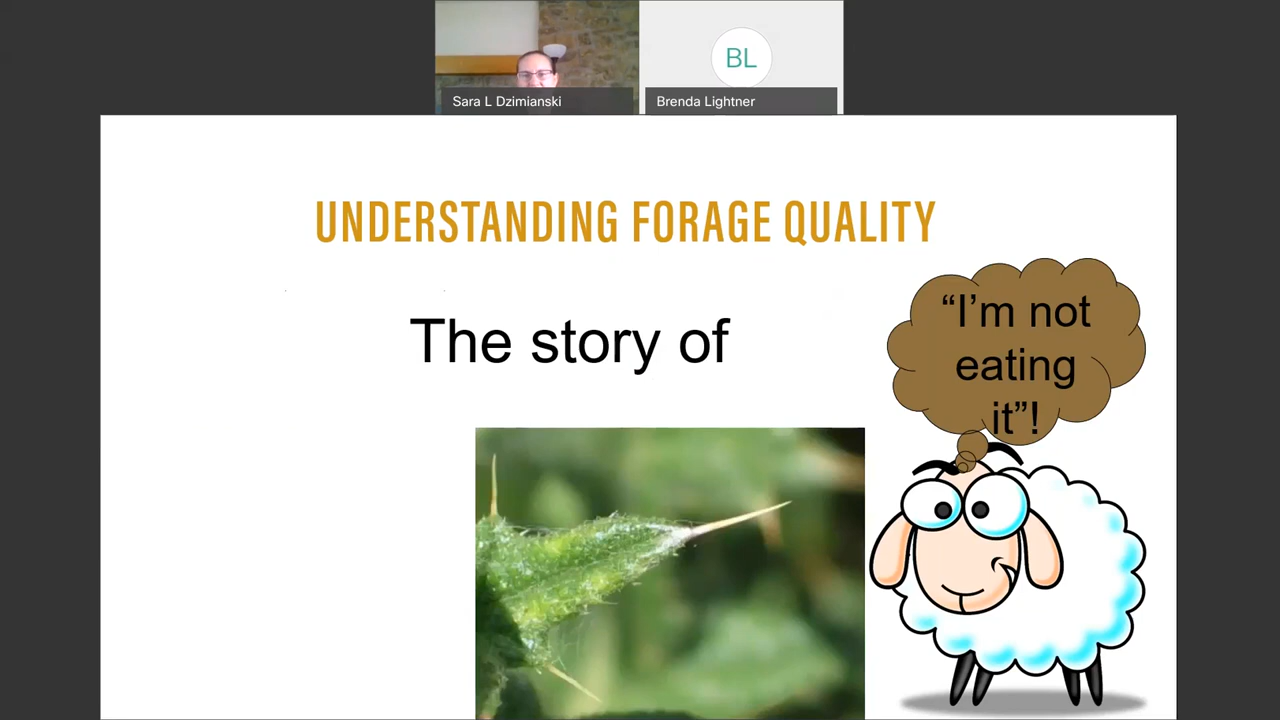 Sara L Dzimianski
BL
Brenda Lightner
UNDERSTANDING FORAGE QUALITY
The story of
“I’m not
eating
it”!